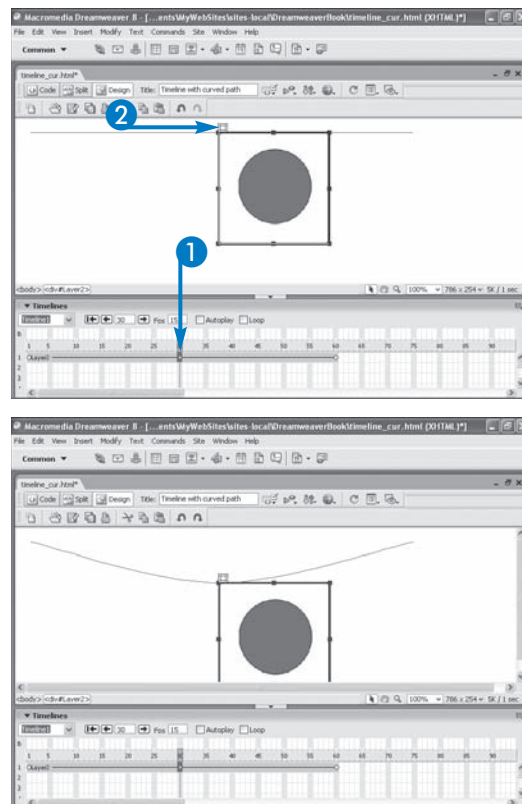 Macromedia Dreamweaver 8 - [...ents\MyWebSites\sites-local\DreamweaverBook\timeline_cur.html (XHTML)*]
File Edit View Insert Modify Text Commands Site Window Help
Common
timeline_cur.html*
Code Split Design Title: Timeline with curved path
2
1
<body> <div#Layer2> 100% 786 x 254 5K / 1 sec
Timelines
Timeline1 30 Fps 15 Autoplay Loop
B
1 5 10 15 20 25 35 40 45 50 55 60 65 70 75 80 85 90
1
2
3
Macromedia Dreamweaver 8 - [...ents\MyWebSites\sites-local\DreamweaverBook\timeline_cur.html (XHTML)*]
File Edit View Insert Modify Text Commands Site Window Help
Common
timeline_cur.html*
Code Split Design Title: Timeline with curved path
<body> <div#Layer2> 100% 786 x 254 5K / 1 sec
Timelines
Timeline1 30 Fps 15 Autoplay Loop
B
1 5 10 15 20 25 35 40 45 50 55 60 65 70 75 80 85 90
1
2
3